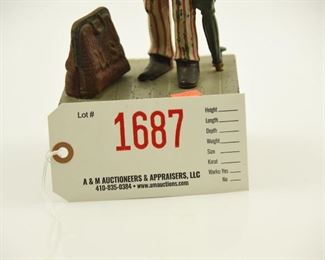 Lot #
1687
Height
Length
Depth
Weight
Size
Karat
Marks: Yes
No
A & M AUCTIONEERS & APPRAISERS, LLC
410-835-0384 • www.amauctions.com